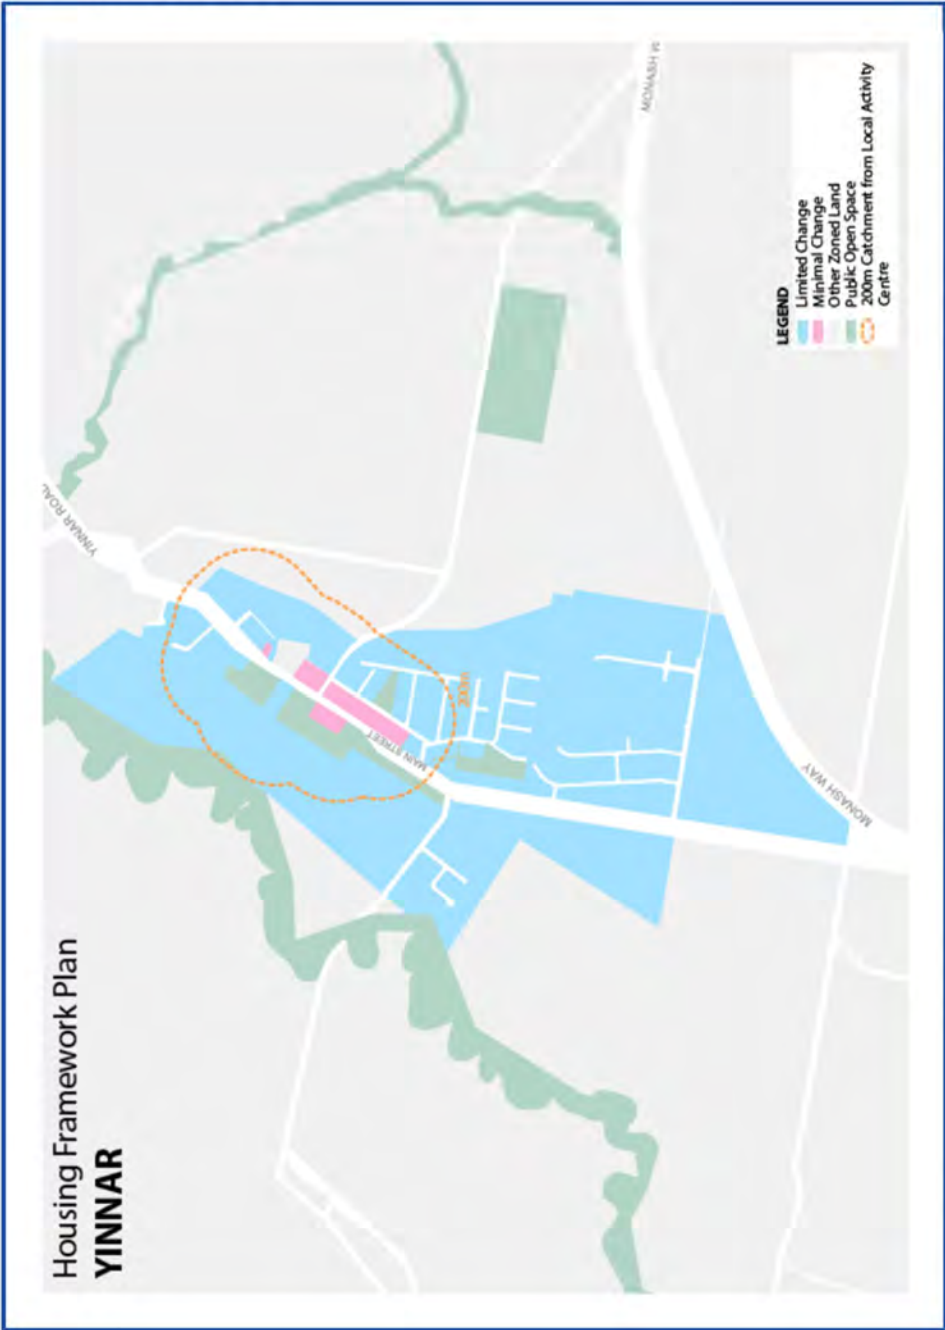 Housing Framework Plan
YINNAR
YINNAR ROAD
MAIN STREET
200m
MONASH WAY
MONASH W
LEGEND
Limited Change
Minimal Change
Other Zoned Land
Public Open Space
200m Catchment from Local Activity
Centre